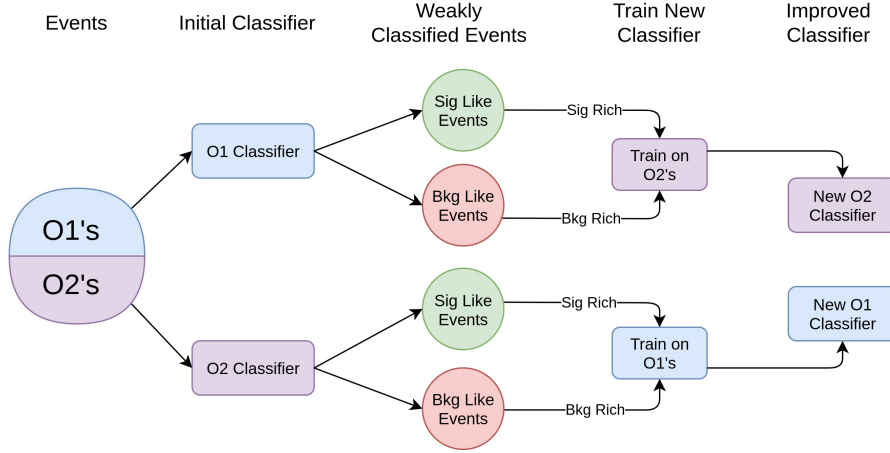 Events
Initial Classifier
Weakly
Classified Events
Train New
Classifier
Improved
Classifier
O1's
O2's
O1 Classifier
Sig Like
Events
Bkg Like
Events
Sig Rich
Bkg Rich
Train on
O2's
New O2
Classifier
O2 Classifier
Sig Like
Events
Bkg Like
Events
Sig Rich
Bkg Rich
Train on
O1's
New O1
Classifier